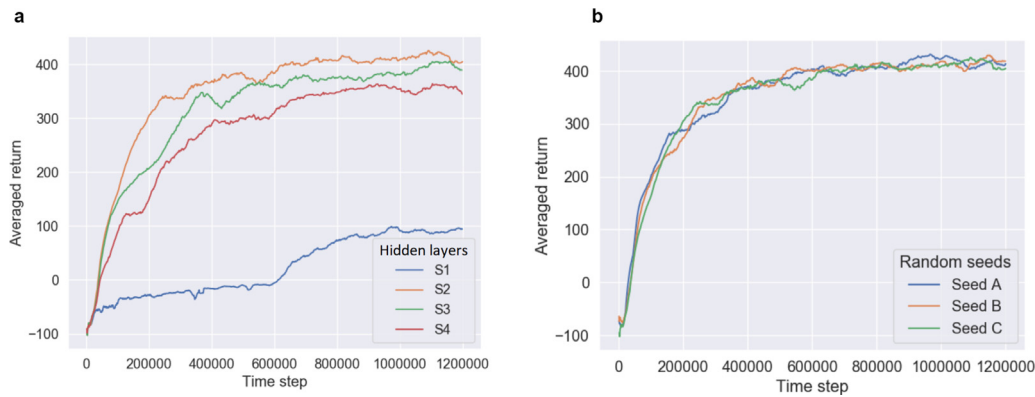 a
Averaged return
400
300
200
100
0
−100
0 200000 400000 600000 800000 1000000 1200000
Time step
Hidden layers
S1
S2
S3
S4
b
Averaged return
400
300
200
100
0
−100
0 200000 400000 600000 800000 1000000 1200000
Time step
Random seeds
Seed A
Seed B
Seed C